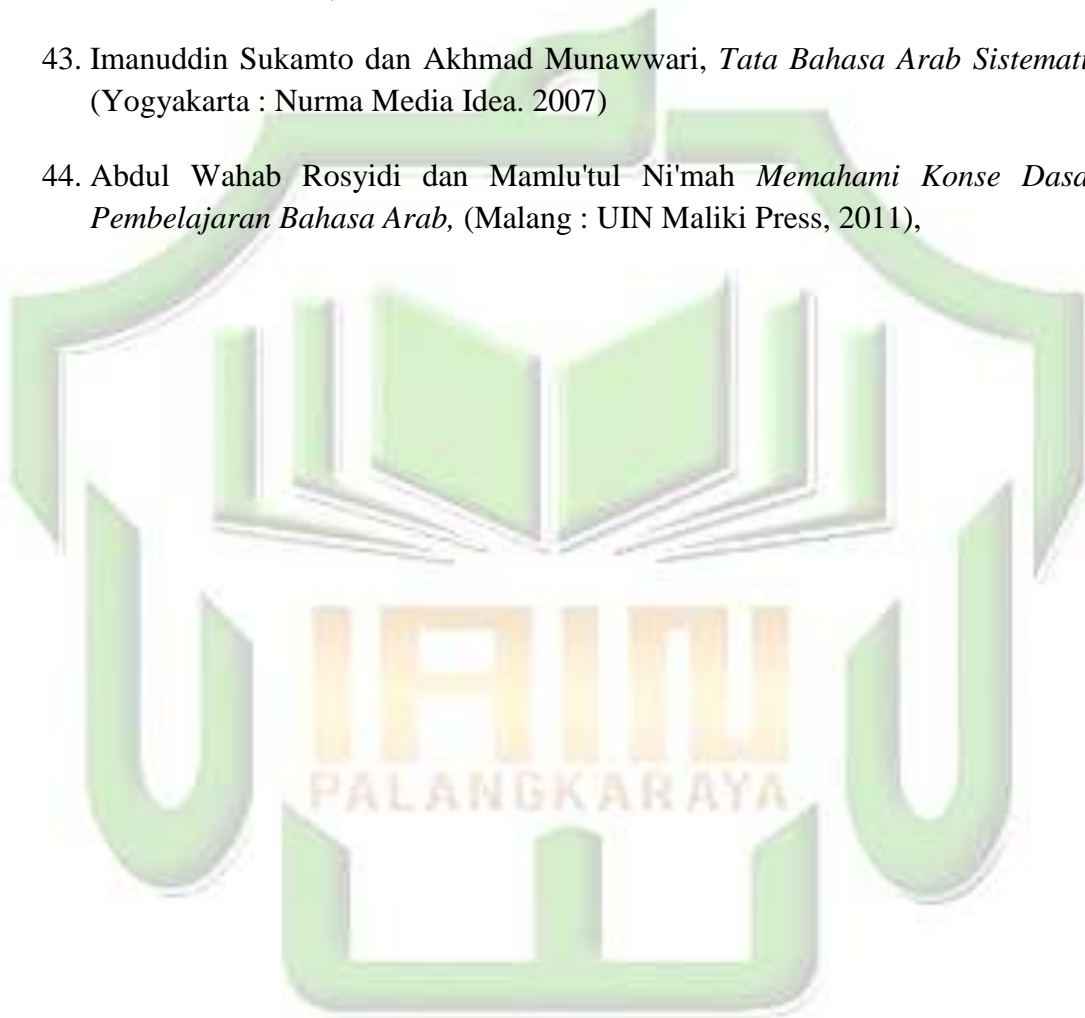 43. Imanuddin Sukamto dan Akhmad Munawwari, Tata Bahasa Arab Sistemati
(Yogyakarta : Nurma Media Idea. 2007)
44. Abdul Wahab Rosyidi dan Mamlu'tul Ni'mah Memahami Konse Dasa
Pembelajaran Bahasa Arab, (Malang : UIN Maliki Press, 2011),
IAIN
PALANGKARAYA